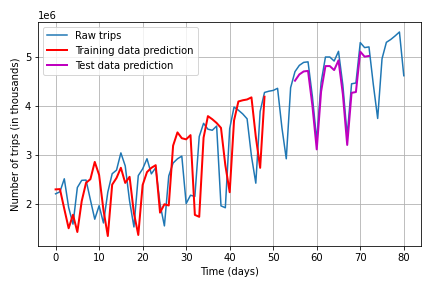 1e6
Raw trips
Training data prediction
Test data prediction
5
4
3
2
Number of trips (in thousands)
0 10 20 30 40 50 60 70 80
Time (days)